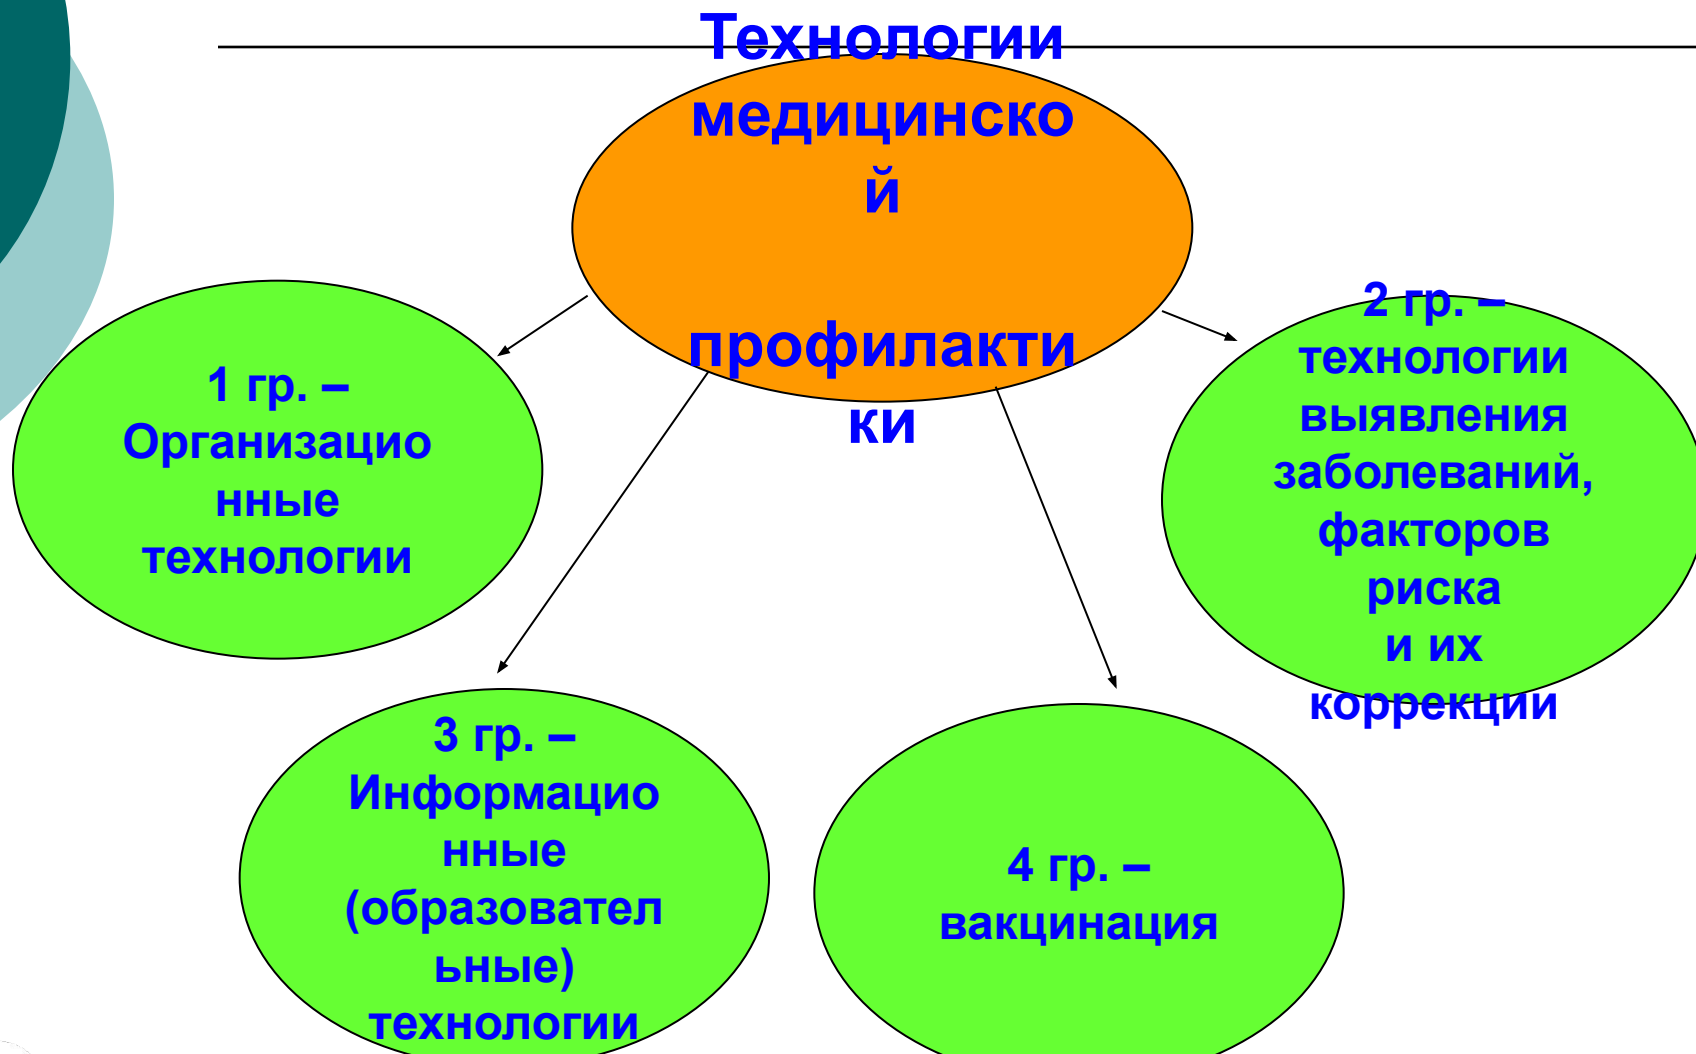 Технологии
медицинско
й
профилакти
ки
1 гр. –
Организацио
нные
технологии
2 гр. –
технологии
выявления
заболеваний,
факторов
риска
и их
коррекции
3 гр. –
Информацио
нные
(образовател
ьные)
технологии
4 гр. –
вакцинация